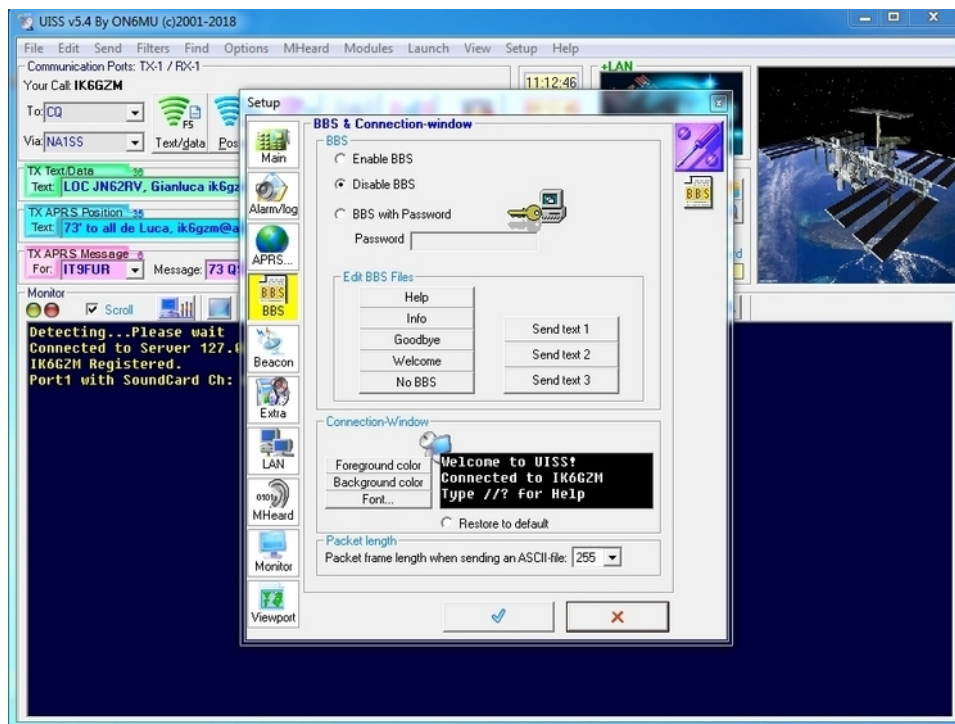 UISS v5.4 By ON6MU (c)2001-2018
File Edit Send Filters Find Options MHeard Modules Launch View Setup Help
Communication Ports: TX-1 / RX-1
+LAN
Your Call: IK6GZM
11:12:46
To: CQ
Via: NA1SS
F5
Text/data
TX Text/Data
Text: LOC JN62RV, Gianluca
TX APRS Position
Text: 73' to all de Luca,
TX APRS Message
For: IT9FUR Message: 73
Monitor
Scroll
Detecting...Please wait
Connected to Server
IK6GZM Registered.
Port1 with SoundCard Ch:
Setup
Main
Alarm/log
APRS...
BBS
BBS
Beacon
Extra
LAN
MHeard
Monitor
Viewport
BBS & Connection-window
BBS
Enable BBS
Disable BBS
BBS with Password
Password
BBS
Edit BBS Files
Help
Info
Goodbye
Welcome
No BBS
Send text 1
Send text 2
Send text 3
Connection-Window
Foreground color
Background color
Font...
Welcome to UISS!
Connected to IK6GZM
Type //? for Help
Restore to default
Packet length
Packet frame length when sending an ASCII-file: 255